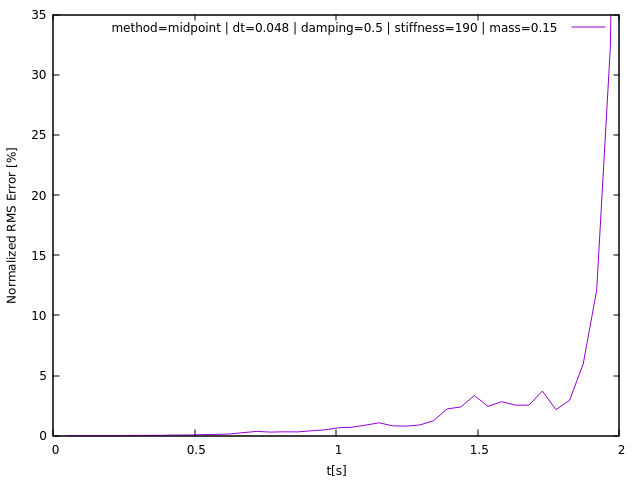 35
method=midpoint | dt=0.048 | damping=0.5 | stiffness=190 | mass=0.15
30
25
20
15
10
5
0
Normalized RMS Error [%]
0 0.5 1 1.5 2
t[s]